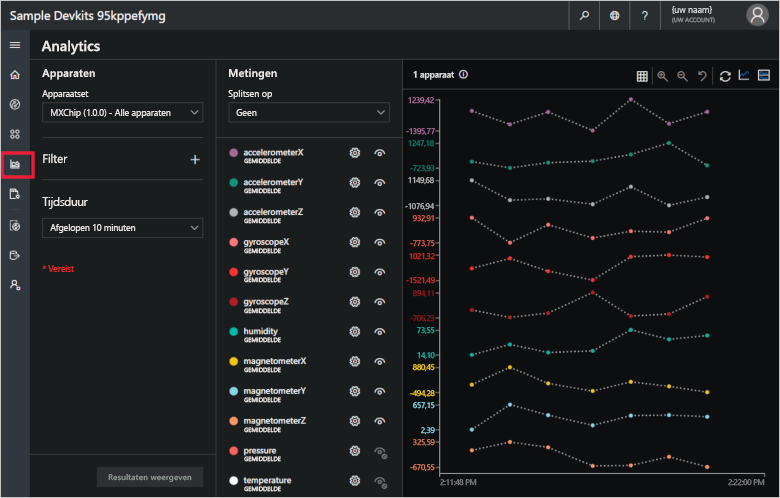 Sample Devkits 95kppefymg
?
{uw naam}
(UW ACCOUNT)
Analytics
Apparaten
Apparaatset
MXChip (1.0.0) - Alle apparaten
Filter
+
Tijdsduur
Afgelopen 10 minuten
* Vereist
Resultaten weergeven
Metingen
Splitsen op
Geen
accelerometerX
GEMIDDELDE
accelerometerY
GEMIDDELDE
accelerometerZ
GEMIDDELDE
gyroscopeX
GEMIDDELDE
gyroscopeY
GEMIDDELDE
gyroscopeZ
GEMIDDELDE
humidity
GEMIDDELDE
magnetometerX
GEMIDDELDE
magnetometerY
GEMIDDELDE
magnetometerZ
GEMIDDELDE
pressure
GEMIDDELDE
temperature
GEMIDDELDE
1 apparaat
1239,42
-1395,77
1247,18
-723,93
1149,68
-1076,94
932,91
-773,75
1021,32
-1521,49
894,11
-706,23
73,55
14,10
880,45
-494,28
657,15
2,39
325,59
-670,55
2:11:48 PM
2:22:00 PM